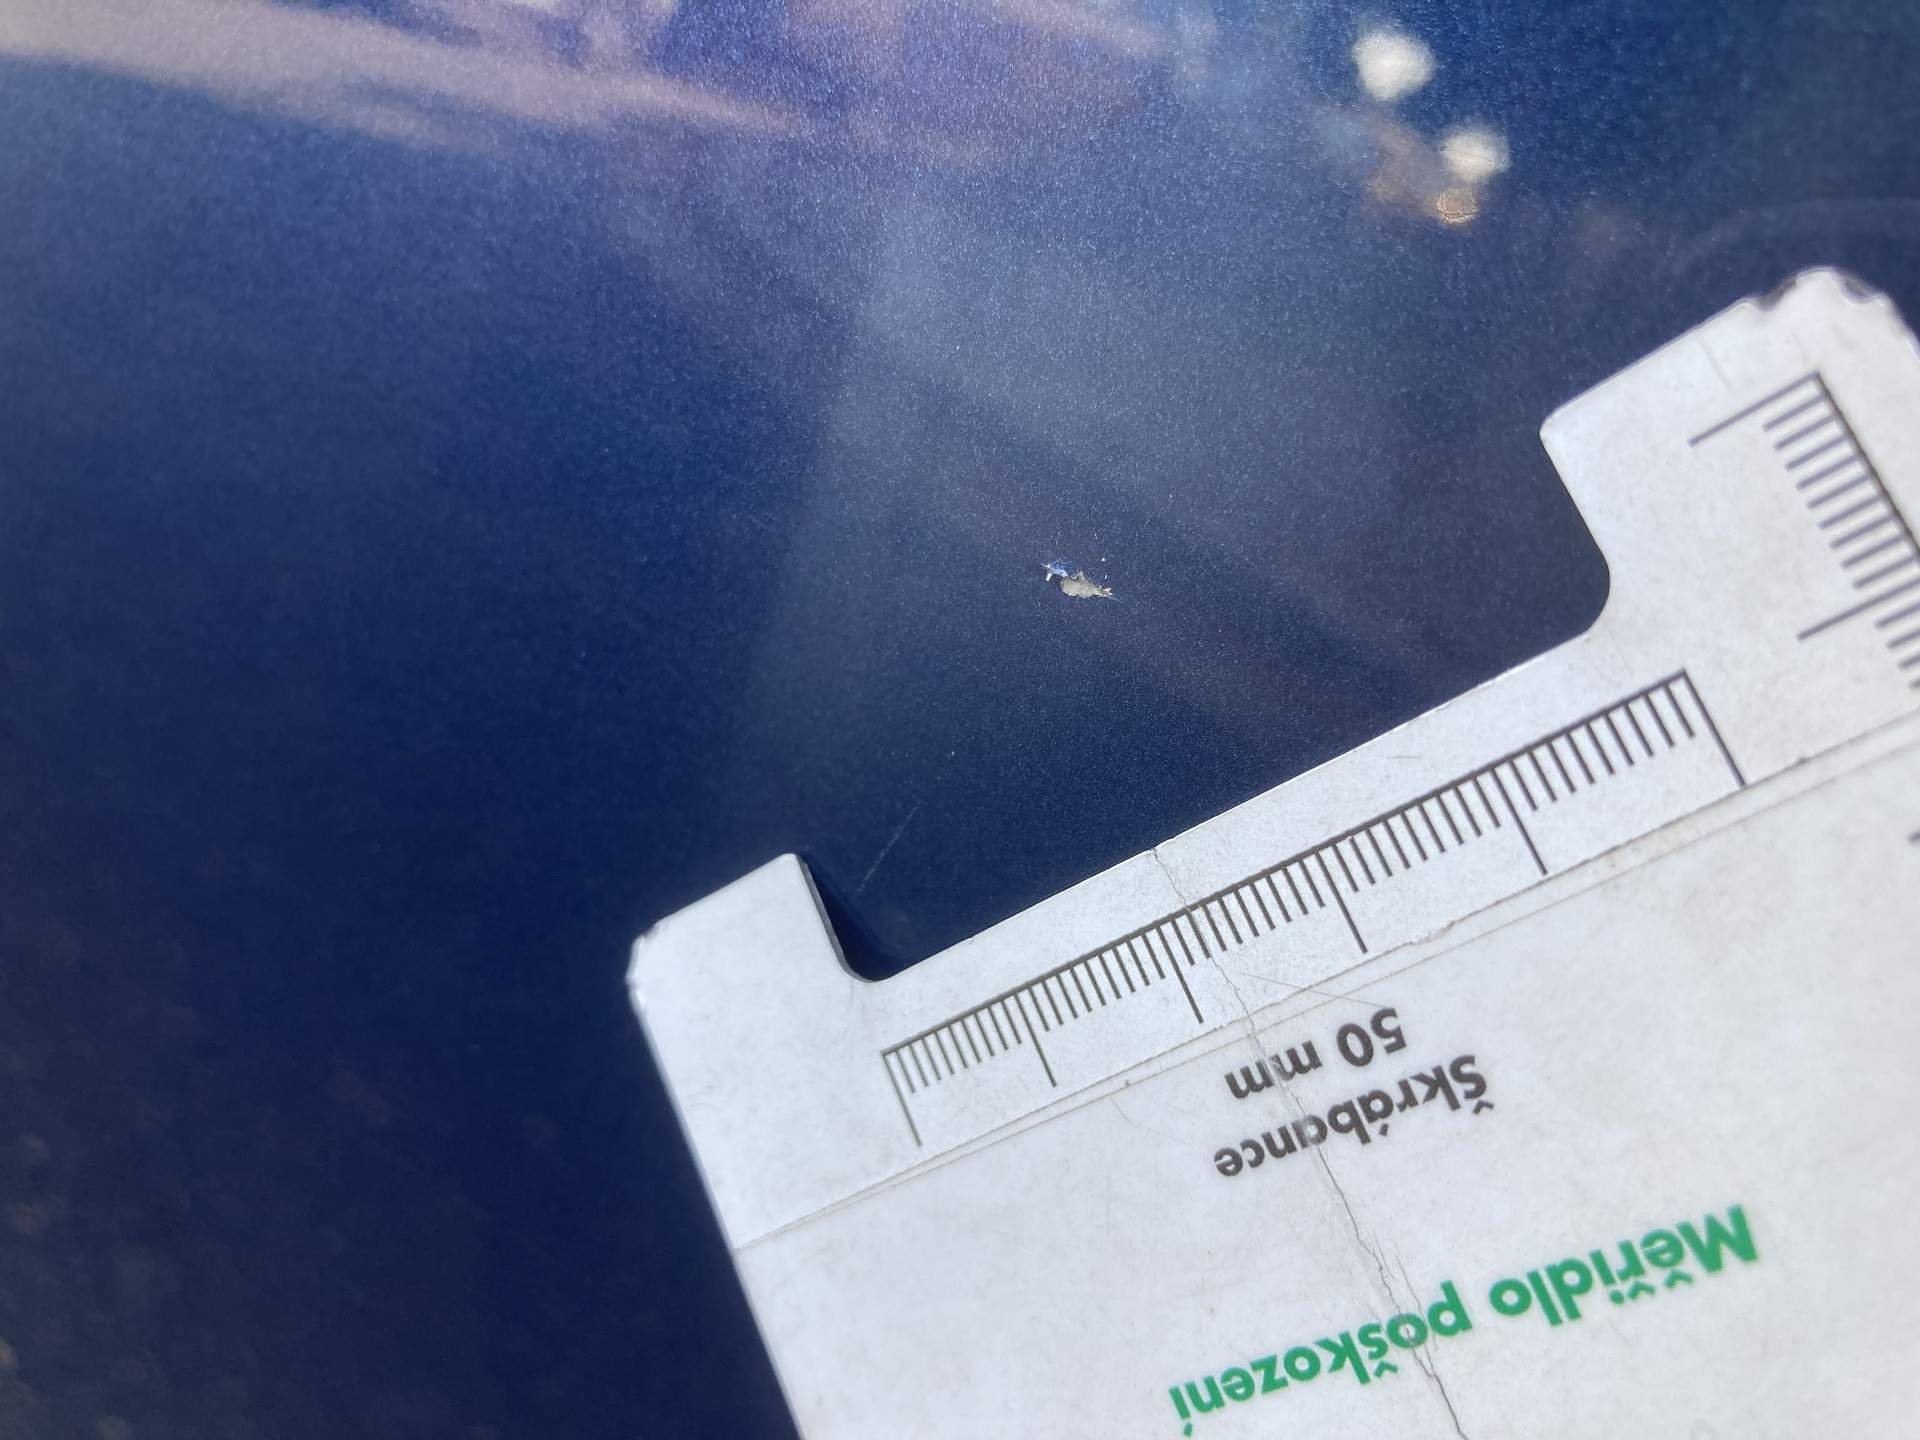 Měřidlo poškození
Škrábance
50 mm